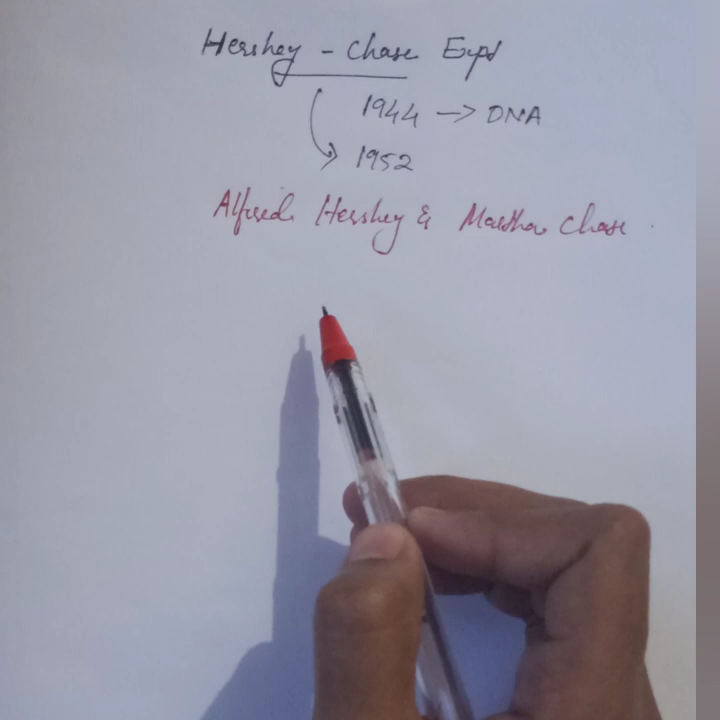 Hershey - Chase Expt
1944 → DNA
1952
Alfred Hershey & Martha Chase